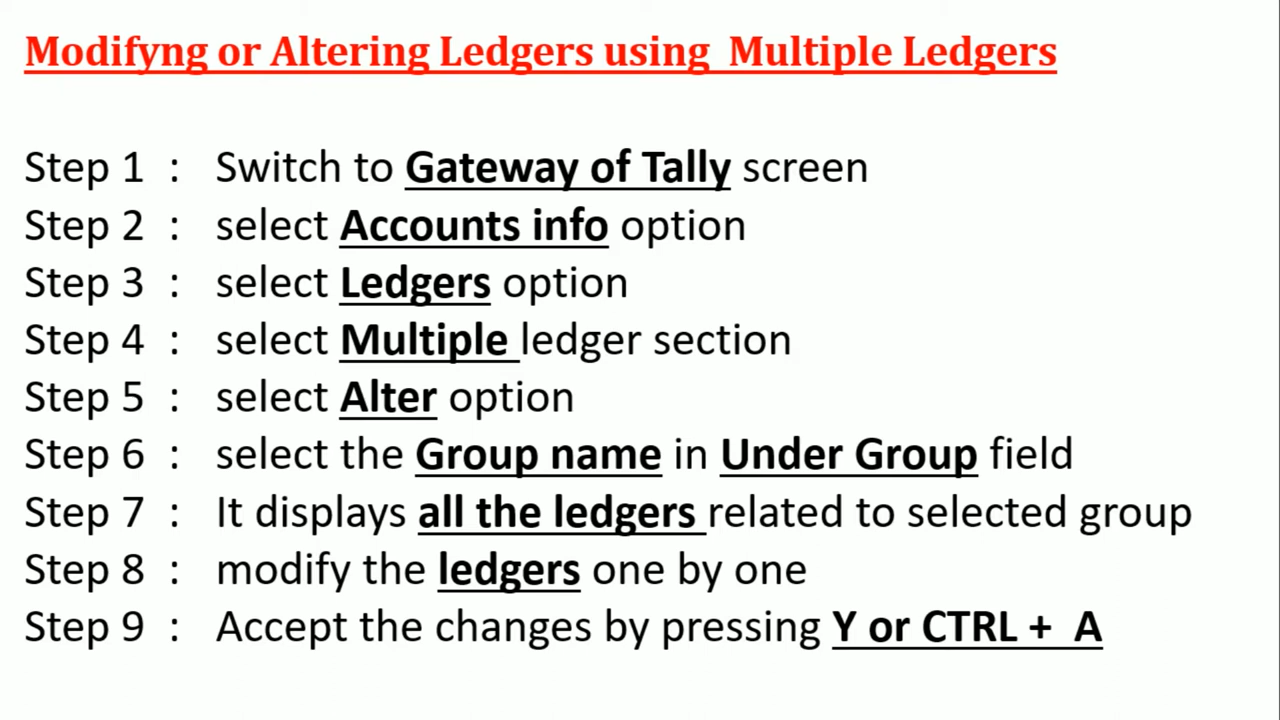 Modifyng or Altering Ledgers using Multiple Ledgers
Step 1 : Switch to Gateway of Tally screen
Step 2 : select Accounts info option
Step 3 : select Ledgers option
Step 4 : select Multiple ledger section
Step 5 : select Alter option
Step 6 : select the Group name in Under Group field
Step 7 : It displays all the ledgers related to selected group
Step 8 : modify the ledgers one by one
Step 9 : Accept the changes by pressing Y or CTRL + A